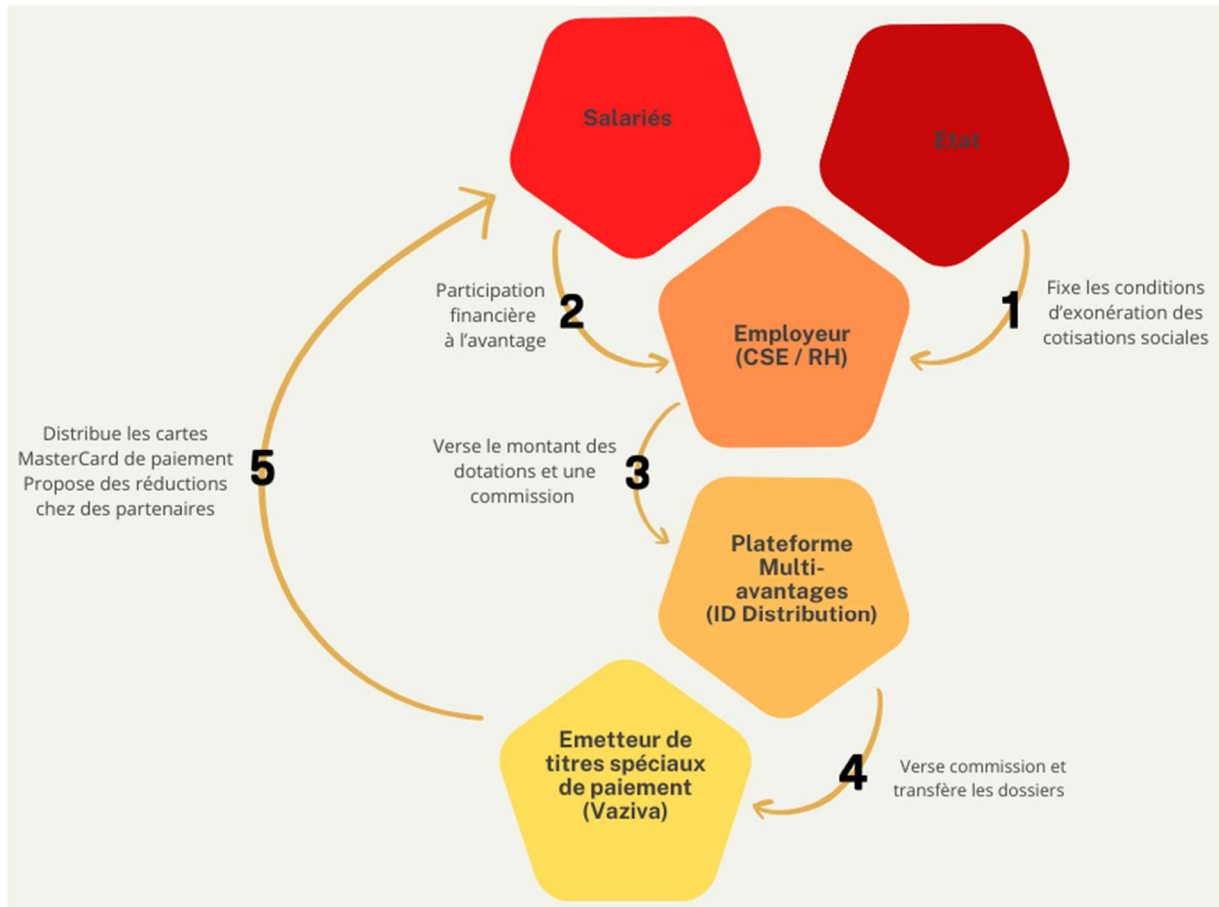 Salariés
Etat
1
Fixe les conditions
d'exonération des
cotisations sociales
Participation
financière
à l'avantage
2
Employeur
(CSE / RH)
Verse le montant des
dotations et une
commission
3
Plateforme
Multi-
avantages
(ID Distribution)
4
Verse commission et
transfère les dossiers
Emetteur de
titres spéciaux
de paiement
(Vaziva)
Distribue les cartes
MasterCard de paiement
Propose des réductions
chez des partenaires
5